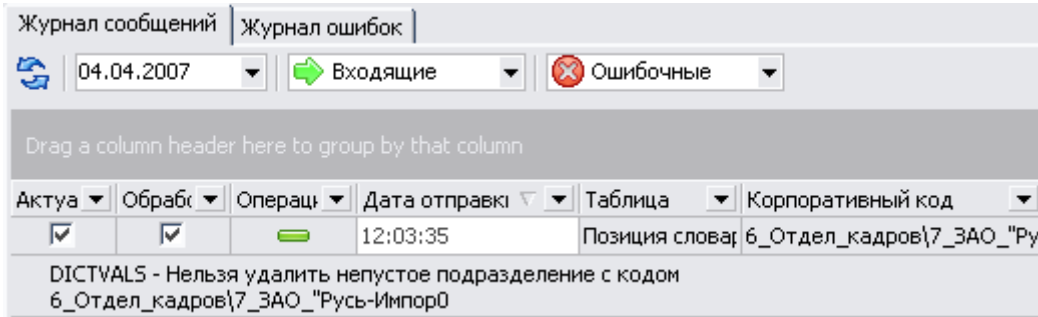 Журнал сообщений Журнал ошибок
04.04.2007 Входящие Ошибочные
Drag a column header here to group by that column
Актуа Обрабо Операци Дата отправки Таблица Корпоративный код
12:03:35 Позиция словар 6_Отдел_кадров\7_ЗАО_"Ру
DICTVALS - Нельзя удалить непустое подразделение с кодом
6_Отдел_кадров\7_ЗАО_"Русь-Импор0